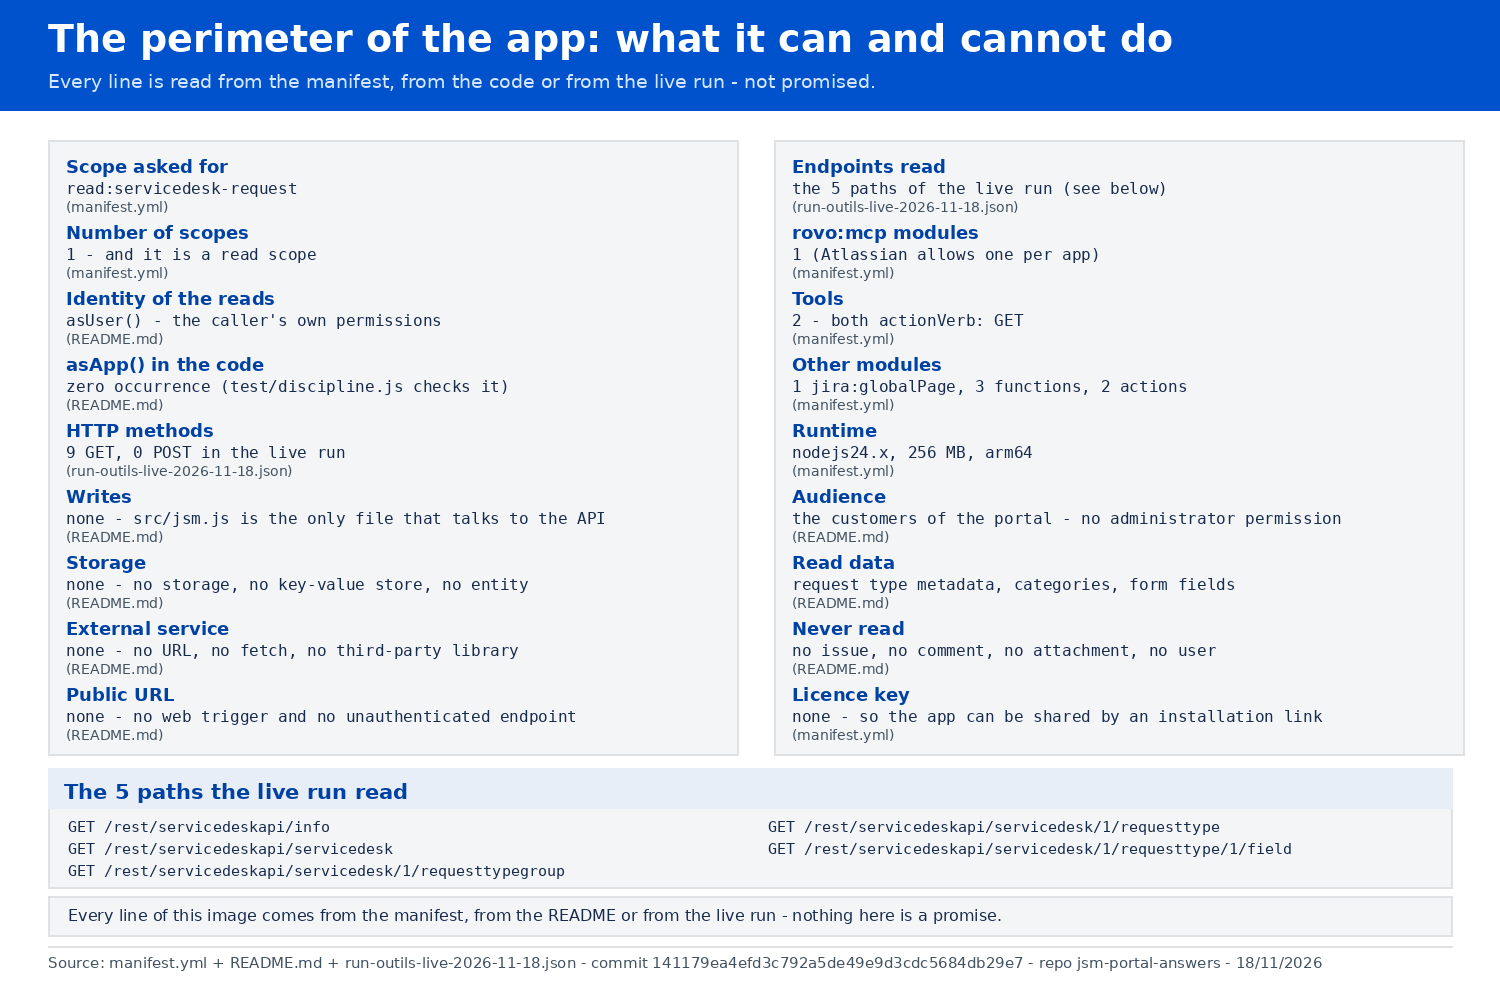 The perimeter of the app: what it can and cannot do
Every line is read from the manifest, from the code or from the live run - not promised.
Scope asked for
read:servicedesk-request
(manifest.yml)
Number of scopes
1 - and it is a read scope
(manifest.yml)
Identity of the reads
asUser() - the caller's own permissions
(README.md)
asApp() in the code
zero occurrence (test/discipline.js checks it)
(README.md)
HTTP methods
9 GET, 0 POST in the live run
(run-outils-live-2026-11-18.json)
Writes
none - src/jsm.js is the only file that talks to the API
(README.md)
Storage
none - no storage, no key-value store, no entity
(README.md)
External service
none - no URL, no fetch, no third-party library
(README.md)
Public URL
none - no web trigger and no unauthenticated endpoint
(README.md)
Endpoints read
the 5 paths of the live run (see below)
(run-outils-live-2026-11-18.json)
rovo:mcp modules
1 (Atlassian allows one per app)
(manifest.yml)
Tools
2 - both actionVerb: GET
(manifest.yml)
Other modules
1 jira:globalPage, 3 functions, 2 actions
(manifest.yml)
Runtime
nodejs24.x, 256 MB, arm64
(manifest.yml)
Audience
the customers of the portal - no administrator permission
(README.md)
Read data
request type metadata, categories, form fields
(README.md)
Never read
no issue, no comment, no attachment, no user
(README.md)
Licence key
none - so the app can be shared by an installation link
(manifest.yml)
The 5 paths the live run read
GET /rest/servicedeskapi/info
GET /rest/servicedeskapi/servicedesk
GET /rest/servicedeskapi/servicedesk/1/requesttypegroup
GET /rest/servicedeskapi/servicedesk/1/requesttype
GET /rest/servicedeskapi/servicedesk/1/requesttype/1/field
Every line of this image comes from the manifest, from the README or from the live run - nothing here is a promise.
Source: manifest.yml + README.md + run-outils-live-2026-11-18.json - commit 141179ea4efd3c792a5de49e9d3cdc5684db29e7 - repo jsm-portal-answers - 18/11/2026